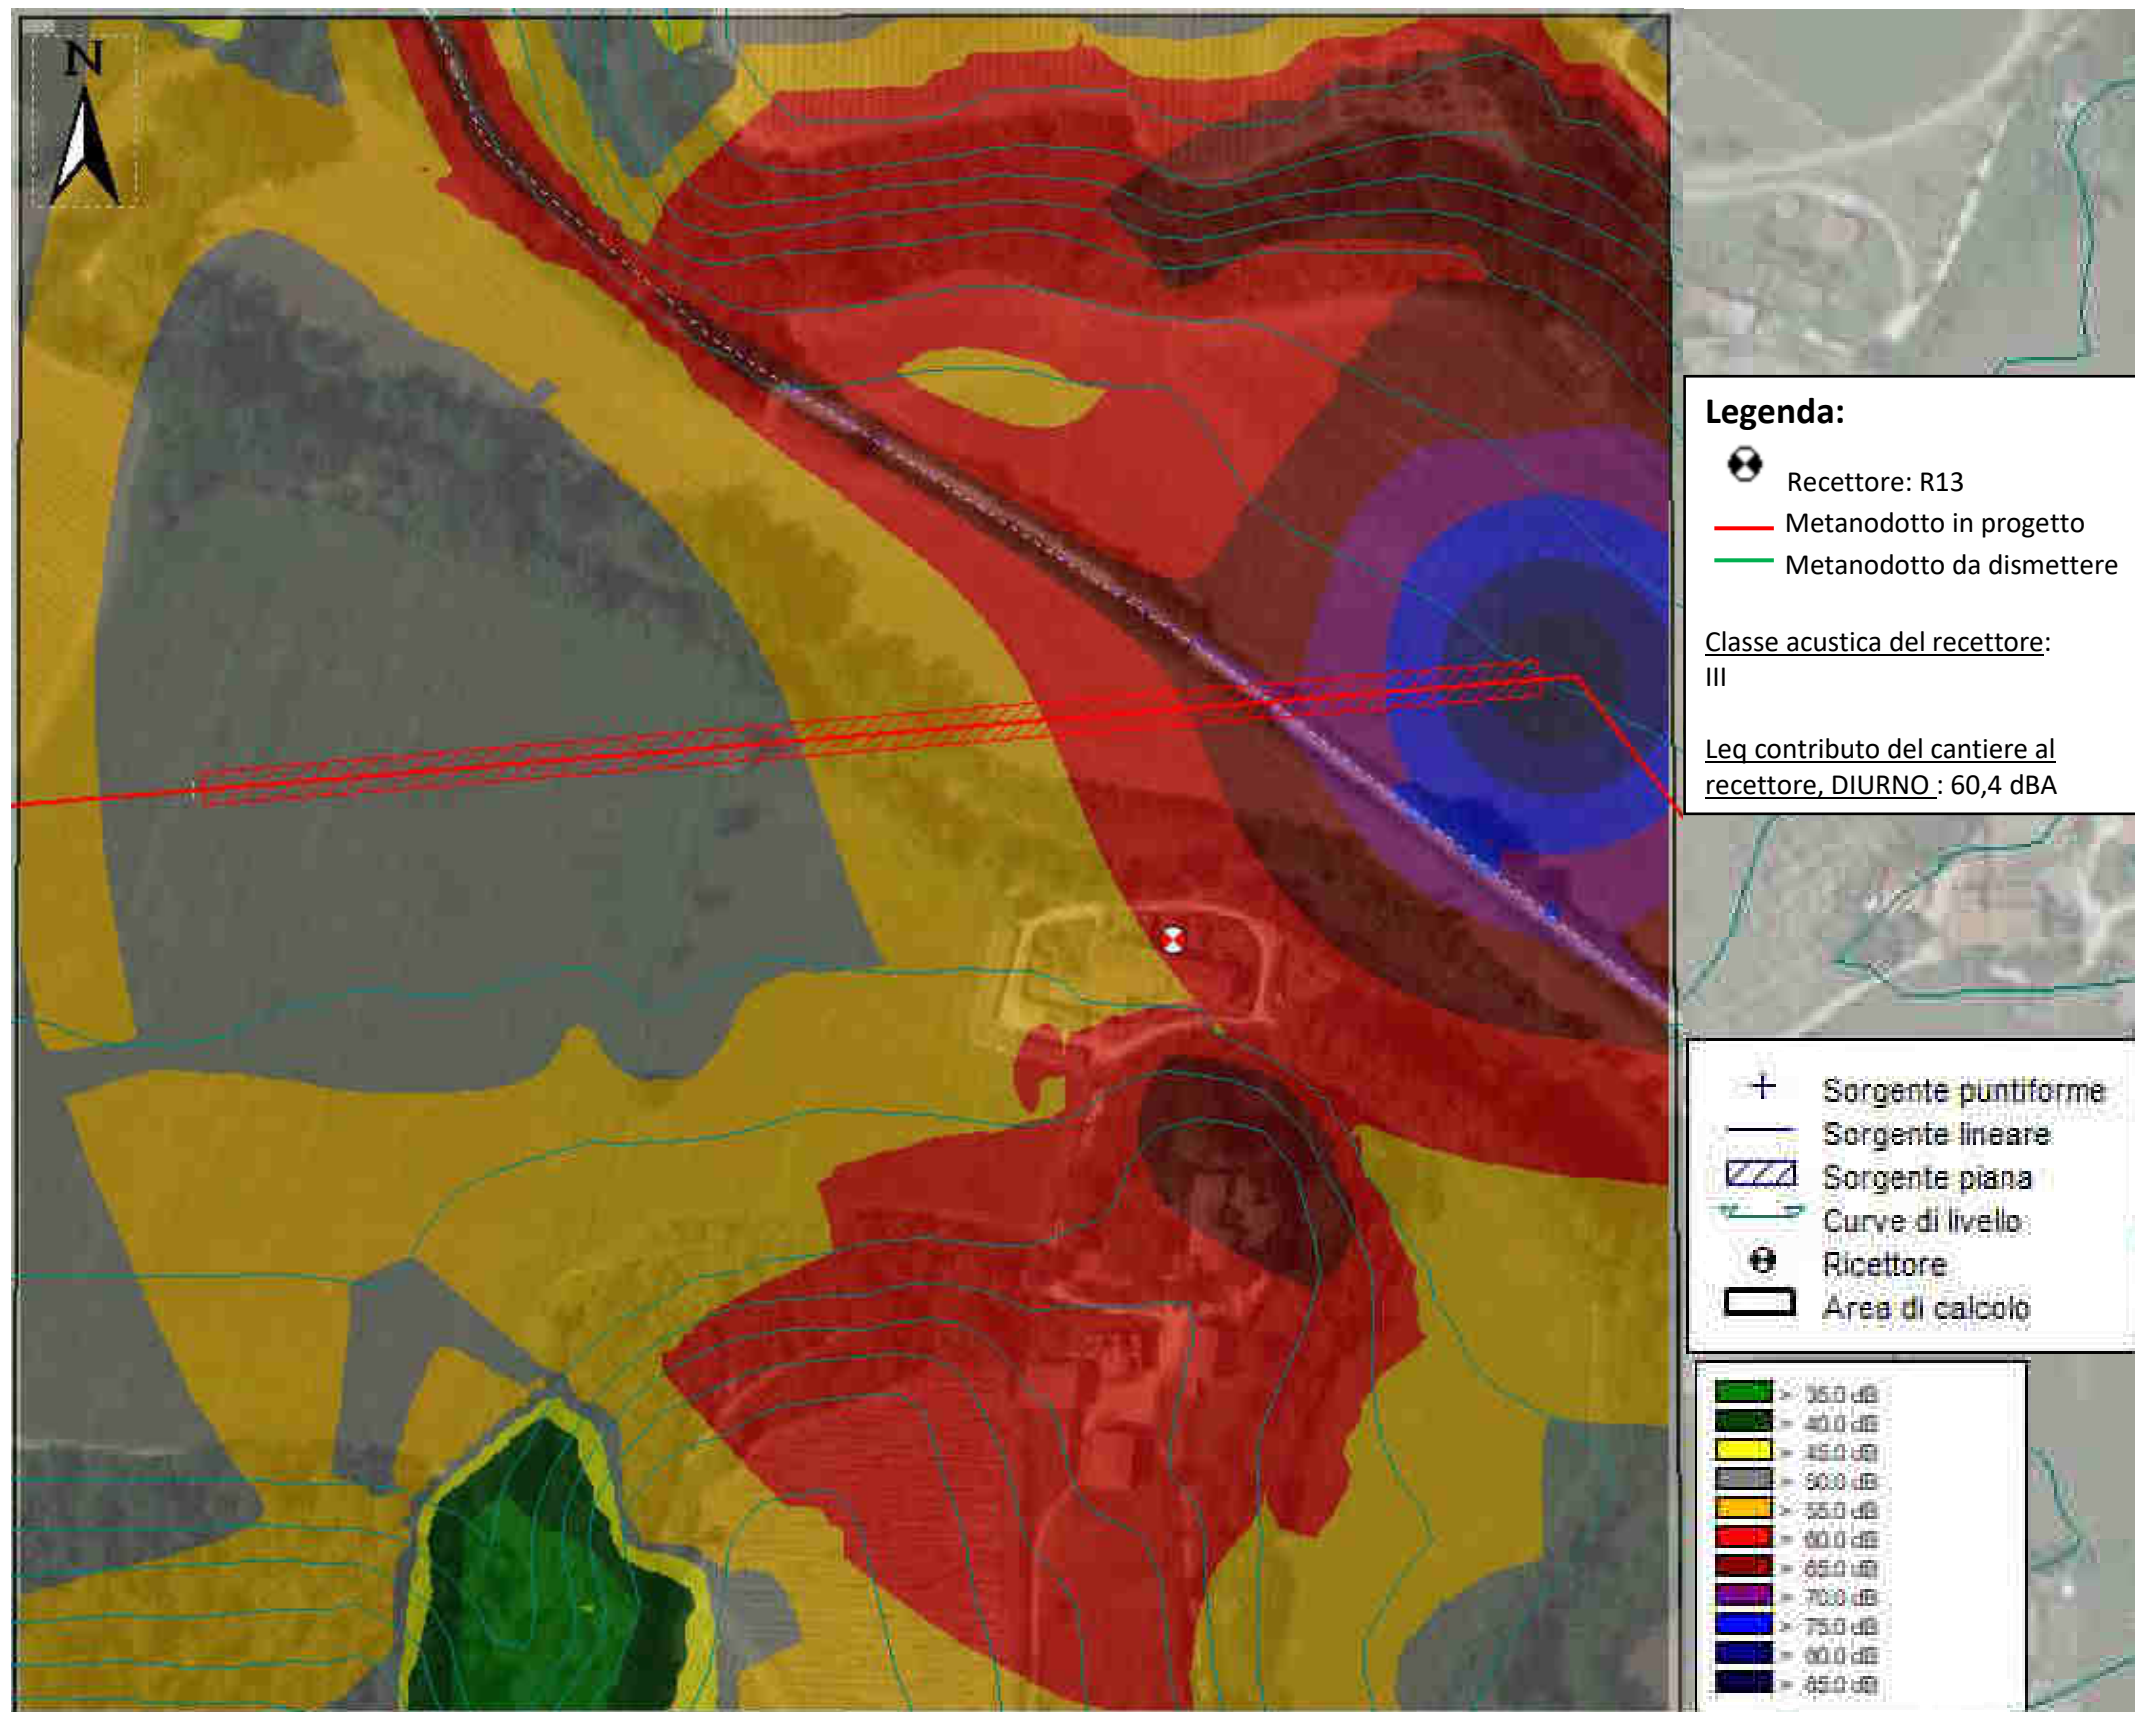 N
Legenda:
Recettore: R13
Metanodotto in progetto
Metanodotto da dismettere
Classe acustica del recettore:
III
Leq contributo del cantiere al
recettore, DIURNO : 60,4 dBA
Sorgente puntiforme
Sorgente lineare
Sorgente piana
Curve di livello
Ricettore
Area di calcolo
> 35.0 dB
> 40.0 dB
> 45.0 dB
> 50.0 dB
> 55.0 dB
> 60.0 dB
> 65.0 dB
> 70.0 dB
> 75.0 dB
> 80.0 dB
> 85.0 dB